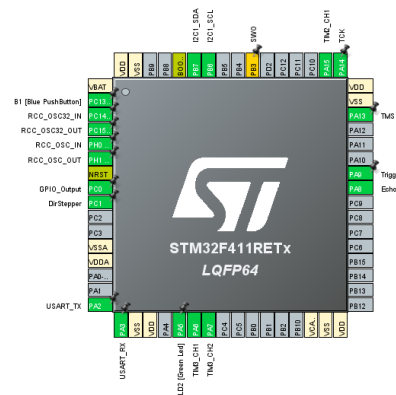 I2C1_SDA
I2C1_SCL
SWO
TIM2_CH1
TCK
VDD
VSS
PB9
PB8
BOO..
PB7
PB6
PB5
PB4
PB3
PD2
PC12
PC11
PC10
PA15
PA14
VBAT
B1 [Blue PushButton] PC13..
RCC_OSC32_IN PC14..
RCC_OSC32_OUT PC15..
RCC_OSC_IN PH0..
RCC_OSC_OUT PH1..
NRST
GPIO_Output PC0
DirStepper PC1
PC2
PC3
VSSA
VDDA
PA0-..
PA1
USART_TX PA2
VDD
VSS
PA13 TMS
PA12
PA11
PA10
PA9 Trigg
PA8 Echo
PC9
PC8
PC7
PC6
PB15
PB14
PB13
PB12
STM32F411RETx
LQFP64
PA3
VSS
VDD
PA4
PA5
PA6
PA7
PC4
PC5
PB0
PB1
PB2
PB10
VCA..
VSS
VDD
USART_RX
LD2 [Green Led]
TIM3_CH1
TIM3_CH2